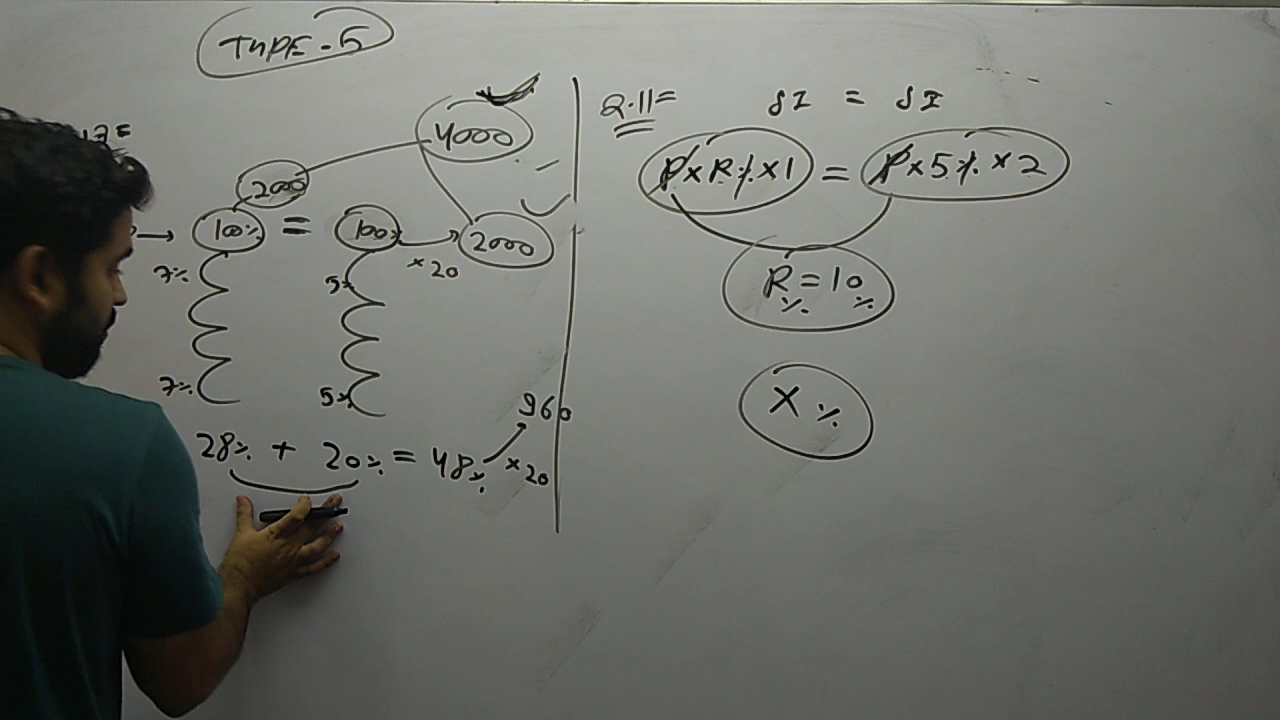 TYPE-5
4000
2000
100% = 100% → 2000
×20
7%
5%
7%
5%
28% + 20% = 48%
×20
960
Q.11=
SI = SI
P×R%×1 = P×5%×2
R%=10%
X%